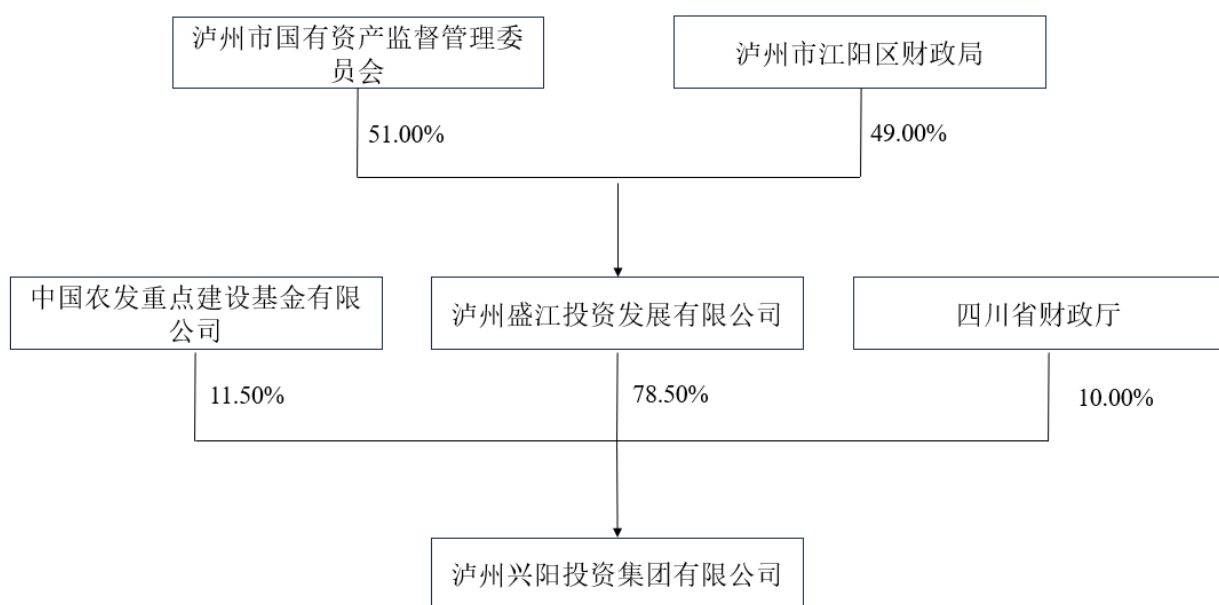 泸州市国有资产监督管理委
员会
泸州市江阳区财政局
51.00%
49.00%
中国农发重点建设基金有限
公司
泸州盛江投资发展有限公司
四川省财政厅
11.50%
78.50%
10.00%
泸州兴阳投资集团有限公司